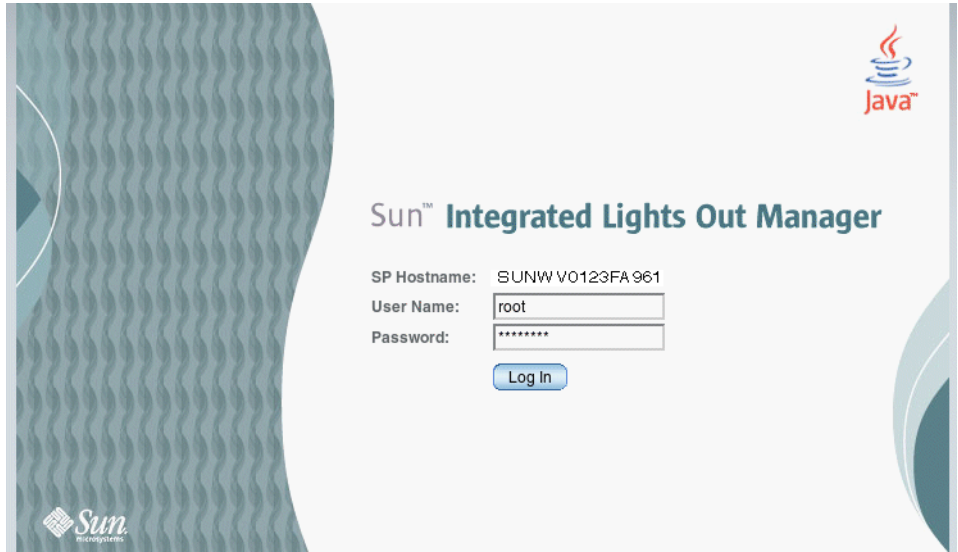 Java™
Sun™ Integrated Lights Out Manager
SP Hostname: SUNWV0123FA961
User Name: root
Password: ********
Log In
Sun
microsystems